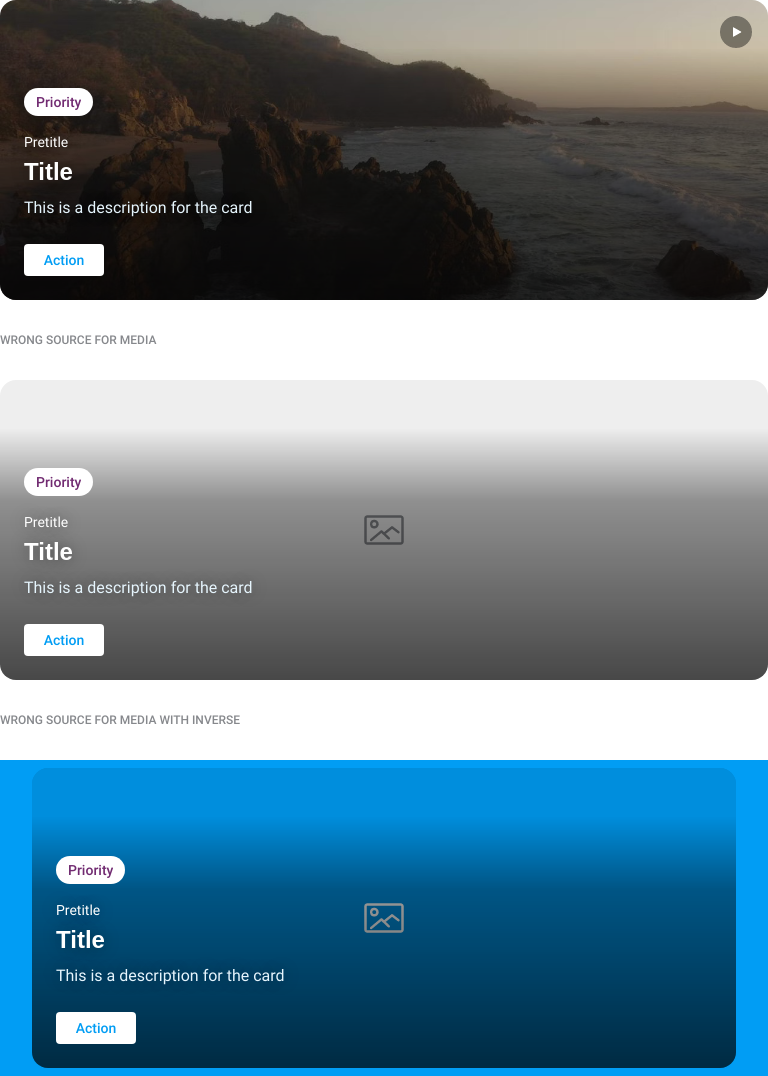 Priority
Pretitle
Title
This is a description for the card
Action
WRONG SOURCE FOR MEDIA
Priority
Pretitle
Title
This is a description for the card
Action
WRONG SOURCE FOR MEDIA WITH INVERSE
Priority
Pretitle
Title
This is a description for the card
Action